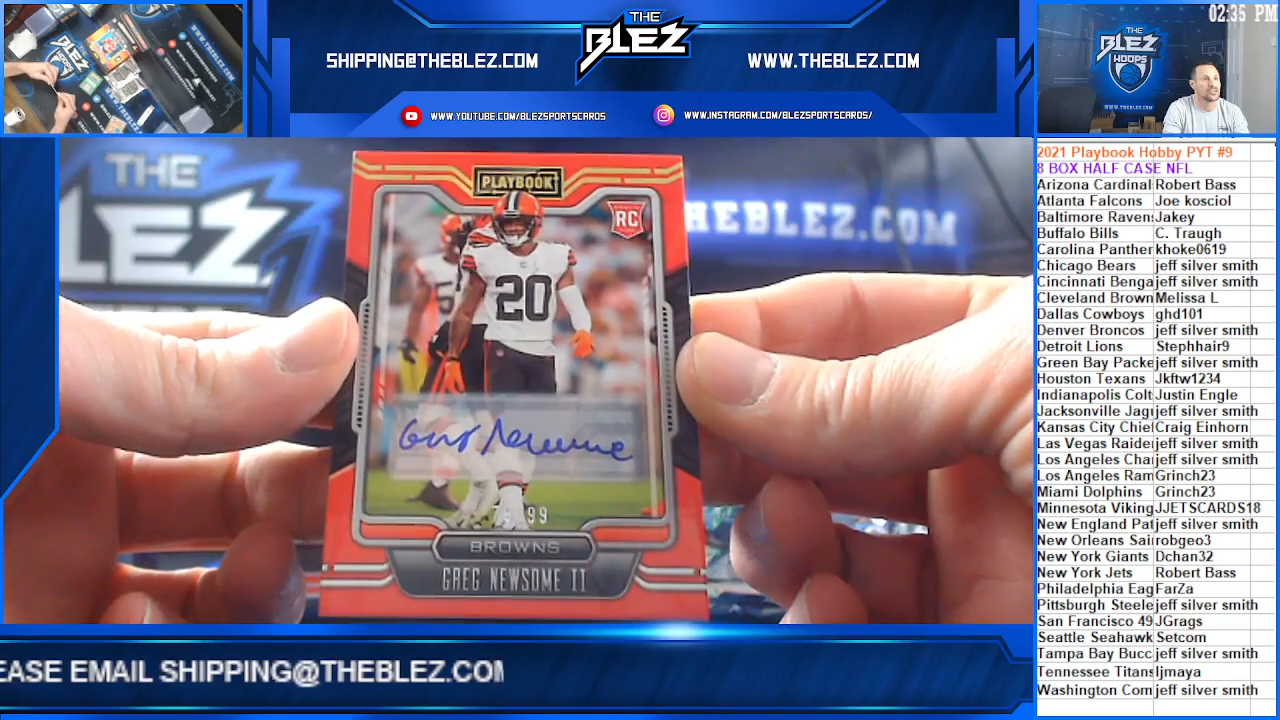 THE
BLEZ
SHIPPING@THEBLEZ.COM
WWW.THEBLEZ.COM
WWW.YOUTUBE.COM/BLEZSPORTSCARDS
WWW.INSTAGRAM.COM/BLEZSPORTSCARDS/
02:35 PM
THE
BLEZ
HOOPS
WWW.THEBLEZ.COM
2021 Playbook Hobby PYT #9
8 BOX HALF CASE NFL
Arizona Cardinal Robert Bass
Atlanta Falcons Joe kosciol
Baltimore Ravens Jakey
Buffalo Bills C. Traugh
Carolina Panther khoke0619
Chicago Bears jeff silver smith
Cincinnati Benga jeff silver smith
Cleveland Brown Melissa L
Dallas Cowboys ghd101
Denver Broncos jeff silver smith
Detroit Lions Stephhair9
Green Bay Packe jeff silver smith
Houston Texans Jkftw1234
Indianapolis Colt Justin Engle
Jacksonville Jagu jeff silver smith
Kansas City Chief Craig Einhorn
Las Vegas Raide jeff silver smith
Los Angeles Cha jeff silver smith
Los Angeles Ram Grinch23
Miami Dolphins Grinch23
Minnesota Viking JJETSCARDS18
New England Pat jeff silver smith
New Orleans Sai robgeo3
New York Giants Dchan32
New York Jets Robert Bass
Philadelphia Eag FarZa
Pittsburgh Steele jeff silver smith
San Francisco 49 JGrags
Seattle Seahawk Setcom
Tampa Bay Bucc jeff silver smith
Tennessee Titans ljmaya
Washington Com jeff silver smith
THE
LEZ
HEBLEZ.COM
PLAYBOOK
RC
20
BROWNS
GREG NEWSOME II
EASE EMAIL SHIPPING@THEBLEZ.COM